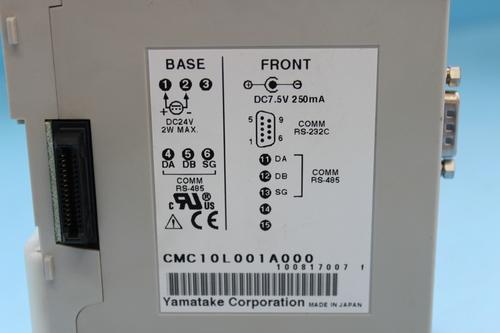 BASE
1 2 3
+ -
DC24V
2W MAX.
4 5 6
DA DB SG
COMM
RS-485
c UL US
CE
FRONT
DC7.5V 250mA
5 9
1 6
COMM
RS-232C
11 DA
12 DB
13 SG
COMM
RS-485
14
15
CMC10L001A000
100817007 f
Yamatake Corporation MADE IN JAPAN